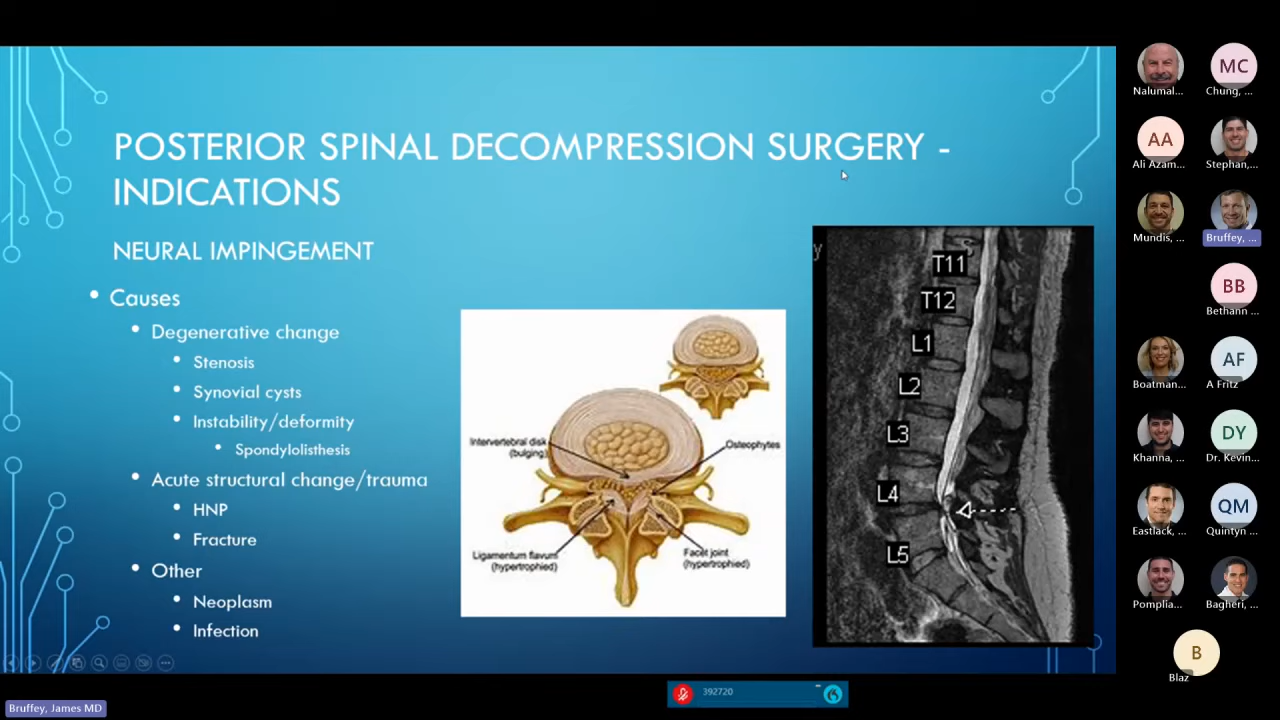 POSTERIOR SPINAL DECOMPRESSION SURGERY -
INDICATIONS
NEURAL IMPINGEMENT
• Causes
• Degenerative change
• Stenosis
• Synovial cysts
• Instability/deformity
• Spondylolisthesis
• Acute structural change/trauma
• HNP
• Fracture
• Other
• Neoplasm
• Infection
Intervertebral disk
(bulging)
Osteophytes
Ligamentum flavum
(hypertrophied)
Facet joint
(hypertrophied)
y
T11
T12
L1
L2
L3
L4
L5
Nalumal...
MC
Chung, ...
AA
Ali Azam...
Stephan,...
Mundis, ...
Bruffey, ...
BB
Bethann ...
Boatman...
AF
A Fritz
Khanna, ...
DY
Dr. Kevin...
Eastlack, ...
QM
Quintyn ...
Pomplia...
Bagheri, ...
B
Blaz
392720
Bruffey, James MD